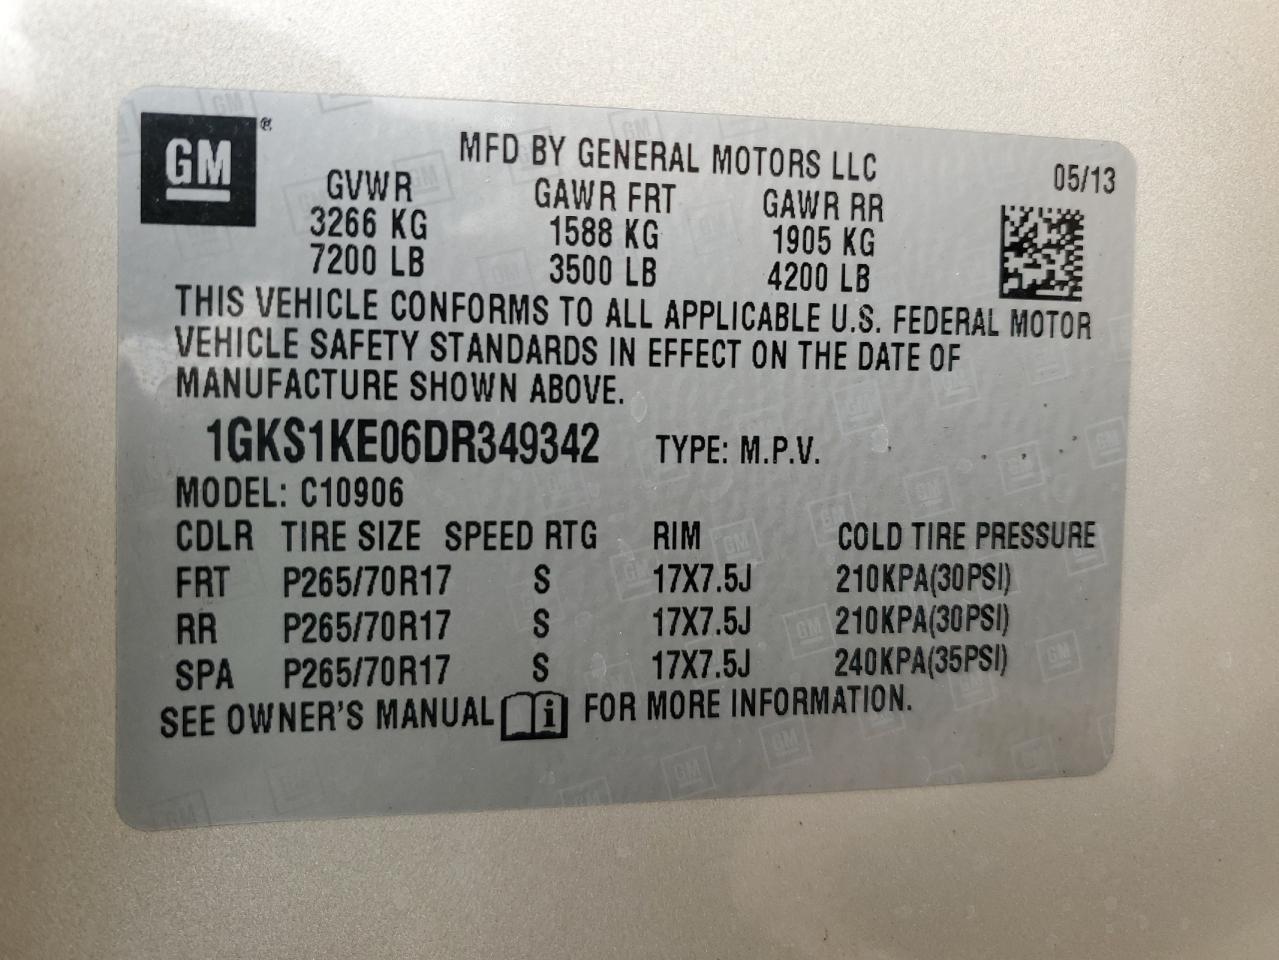 GM®
MFD BY GENERAL MOTORS LLC
05/13
GVWR GAWR FRT GAWR RR
3266 KG 1588 KG 1905 KG
7200 LB 3500 LB 4200 LB
THIS VEHICLE CONFORMS TO ALL APPLICABLE U.S. FEDERAL MOTOR
VEHICLE SAFETY STANDARDS IN EFFECT ON THE DATE OF
MANUFACTURE SHOWN ABOVE.
1GKS1KE06DR349342 TYPE: M.P.V.
MODEL: C10906
CDLR TIRE SIZE SPEED RTG RIM COLD TIRE PRESSURE
FRT P265/70R17 S 17X7.5J 210KPA(30PSI)
RR P265/70R17 S 17X7.5J 210KPA(30PSI)
SPA P265/70R17 S 17X7.5J 240KPA(35PSI)
SEE OWNER'S MANUAL i FOR MORE INFORMATION.